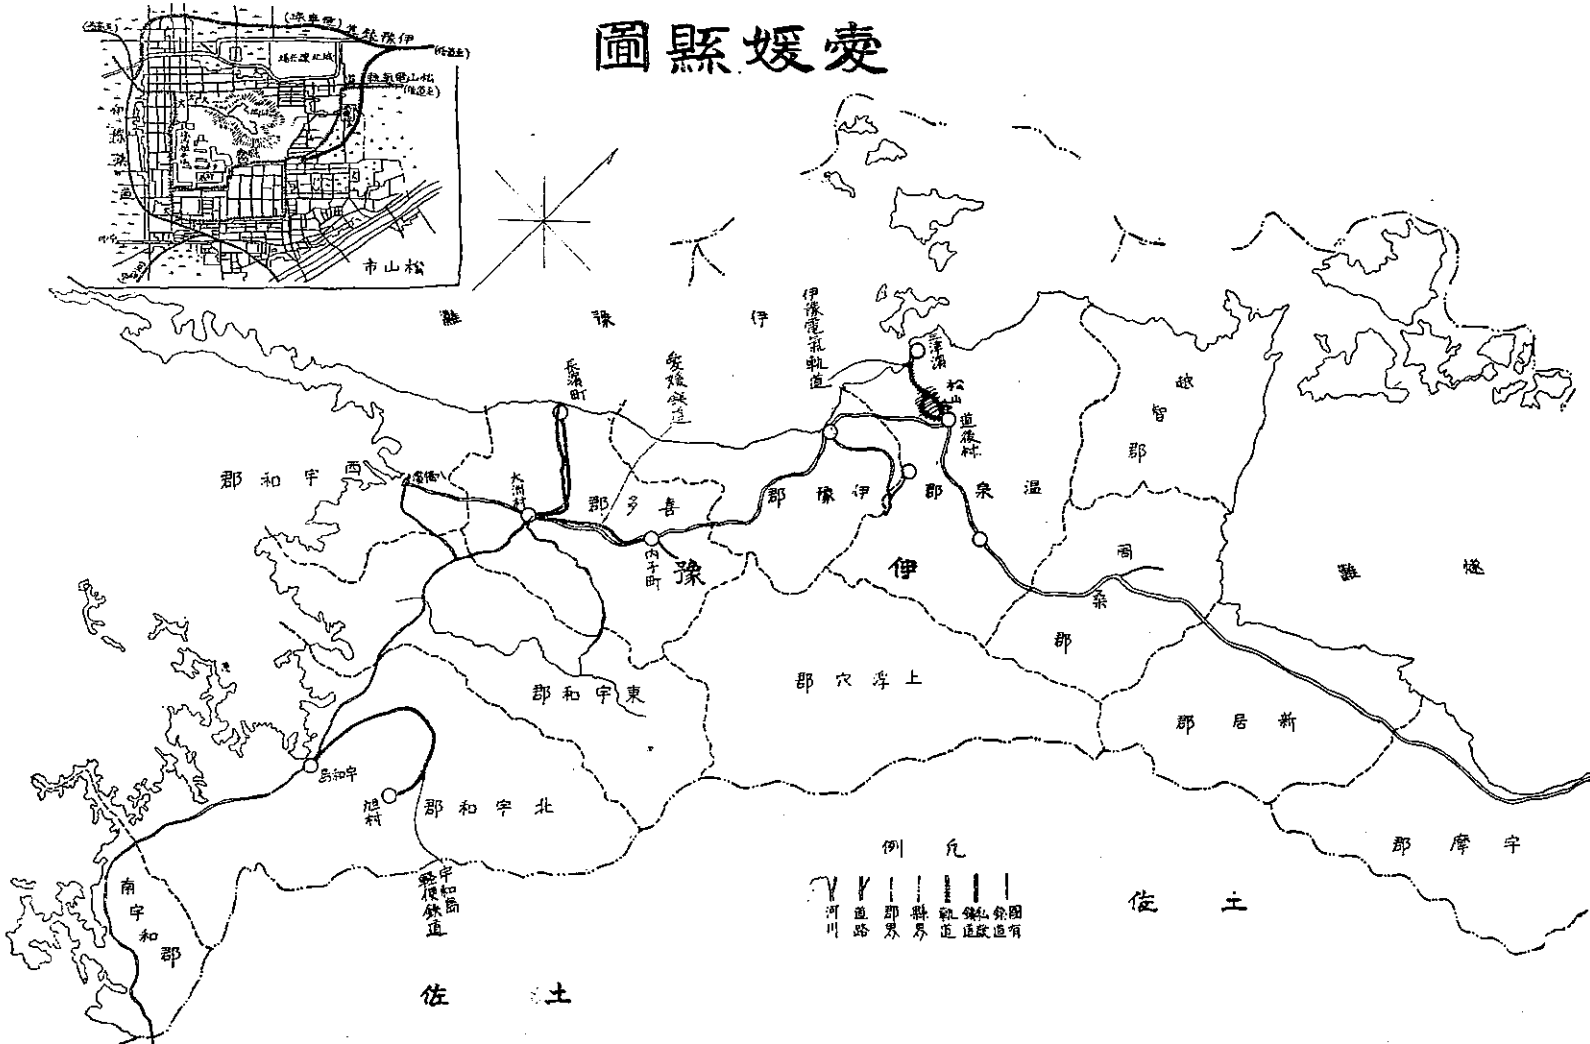 圖縣媛愛
市山松
(至道後)
灘 豫 伊
伊豫電氣軌道
愛媛鉄道
長濱町
三津濱
松山
道後村
越智郡
郡和宇西
大洲村
郡多喜
郡豫伊
郡泉温
内子町
豫
伊
周桑郡
灘 燧
郡和宇東
郡穴浮上
郡居新
島和宇
旭村
郡和宇北
郡摩宇
南宇和郡
宇和島
軽便鉄道
例凡
國有鉄道
私設鉄道
軌道
縣界
郡界
道路
河川
佐 土
佐 土